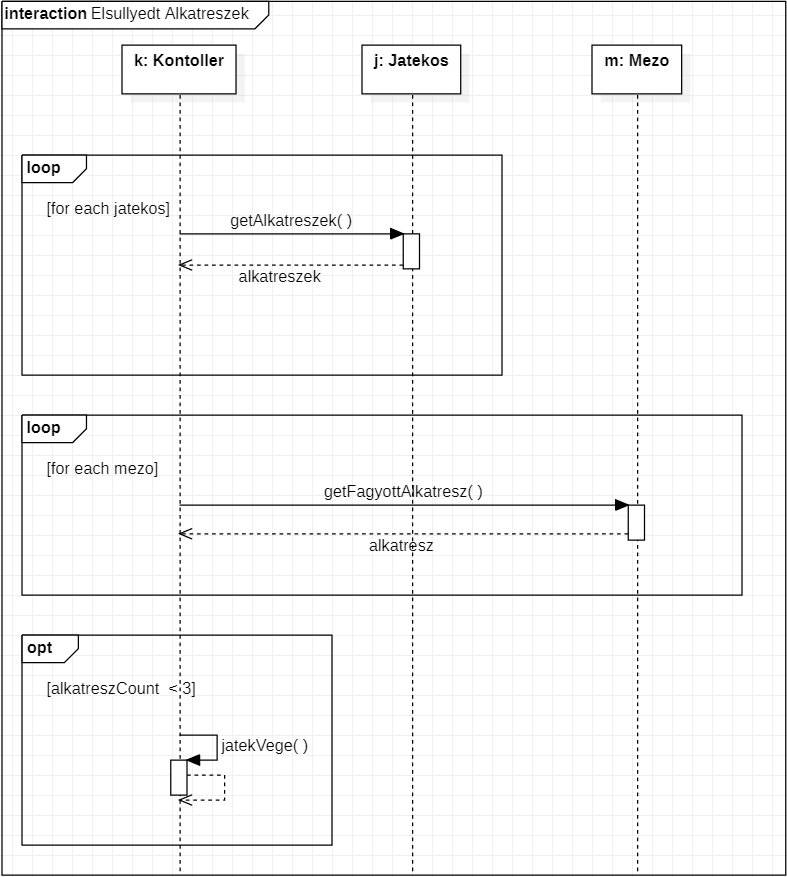 interaction Elsullyedt Alkatreszek
k: Kontoller
j: Jatekos
m: Mezo
loop
[for each jatekos]
getAlkatreszek( )
alkatreszek
loop
[for each mezo]
getFagyottAlkatresz( )
alkatrész
opt
[alkatreszCount < 3]
jatekVege( )